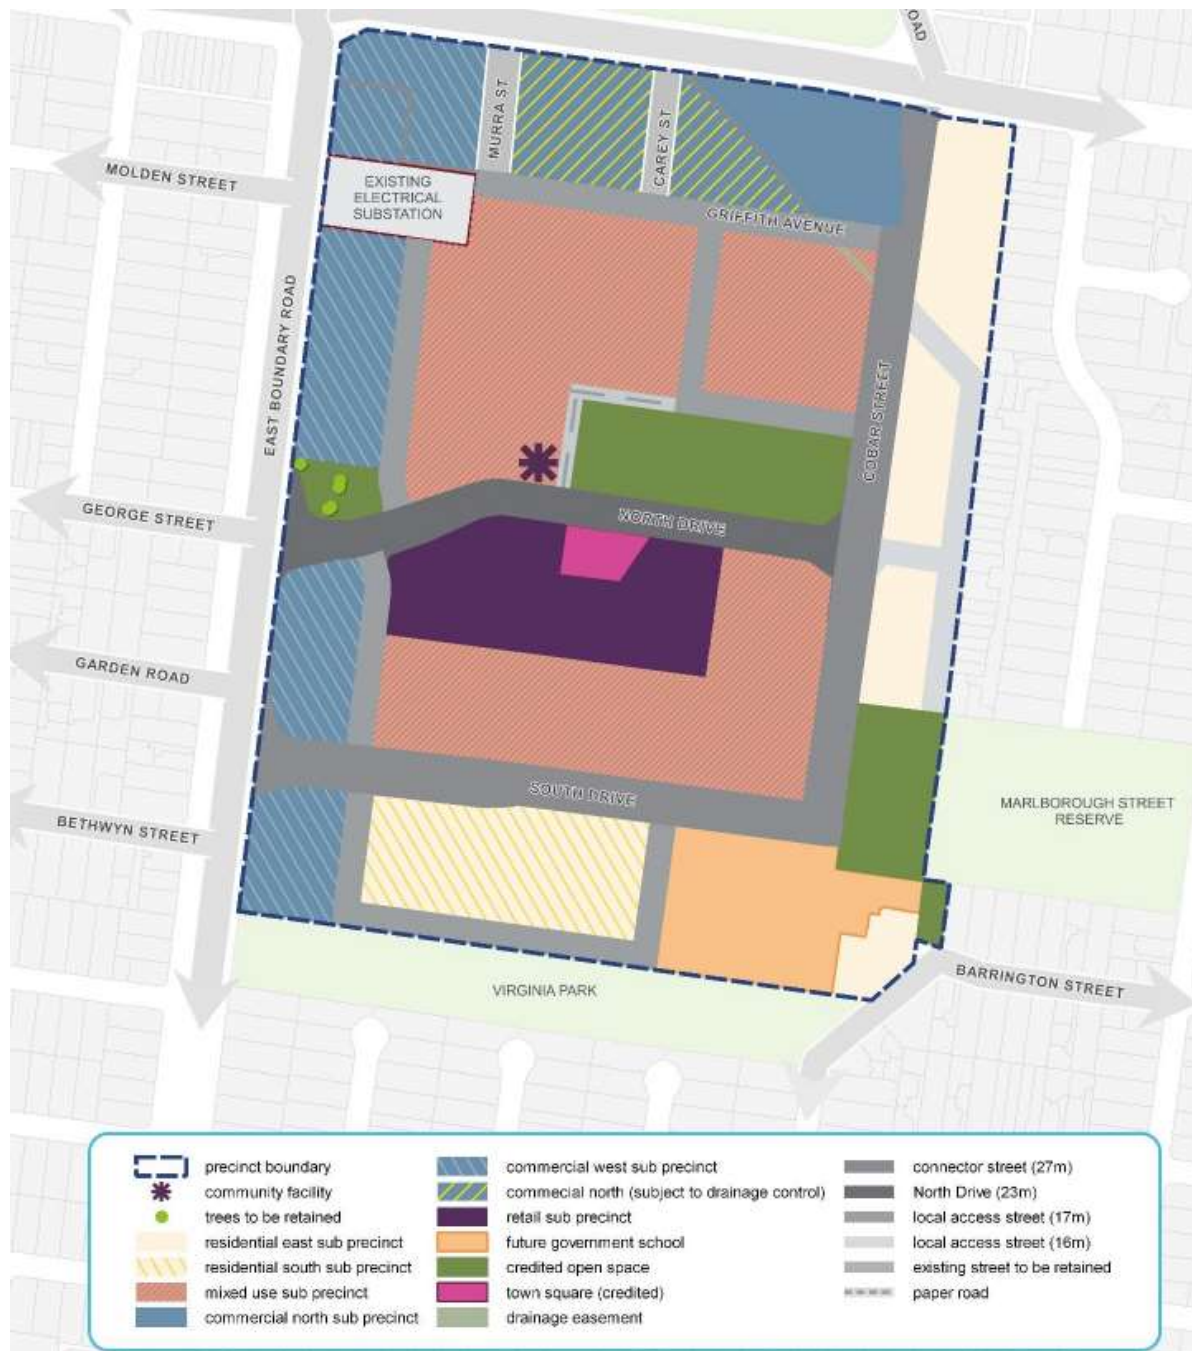 OAD
MURRA ST
CAREY ST
MOLDEN STREET
EXISTING
ELECTRICAL
SUBSTATION
GRIFFITH AVENUE
EAST BOUNDARY ROAD
COBAR STREET
GEORGE STREET
NORTH DRIVE
GARDEN ROAD
SOUTH DRIVE
MARLBOROUGH STREET
RESERVE
BETHWYN STREET
BARRINGTON STREET
VIRGINIA PARK
precinct boundary
community facility
trees to be retained
residential east sub precinct
residential south sub precinct
mixed use sub precinct
commercial north sub precinct
commercial west sub precinct
commecial north (subject to drainage control)
retail sub precinct
future government school
credited open space
town square (credited)
drainage easement
connector street (27m)
North Drive (23m)
local access street (17m)
local access street (16m)
existing street to be retained
paper road